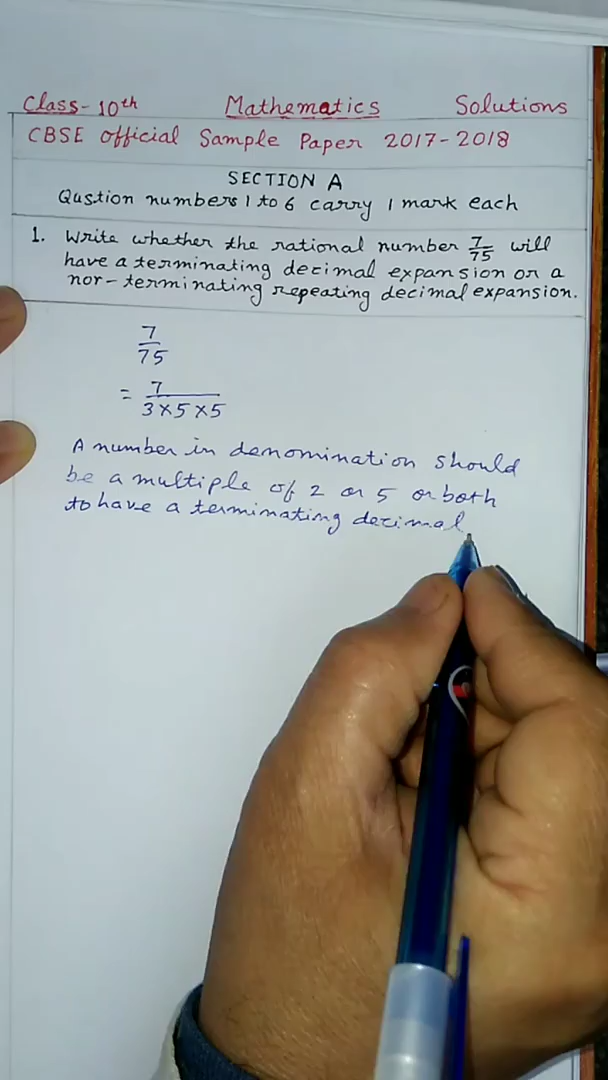 Class-10th Mathematics Solutions
CBSE official Sample Paper 2017-2018
SECTION A
Qustion numbers 1 to 6 carry 1 mark each
1. Write whether the rational number 7/75 will
have a terminating decimal expansion or a
nor-terminating repeating decimal expansion.
7/75
= 7/3×5×5
A number in denomination should
be a multiple of 2 or 5 or both
to have a terminating decimal